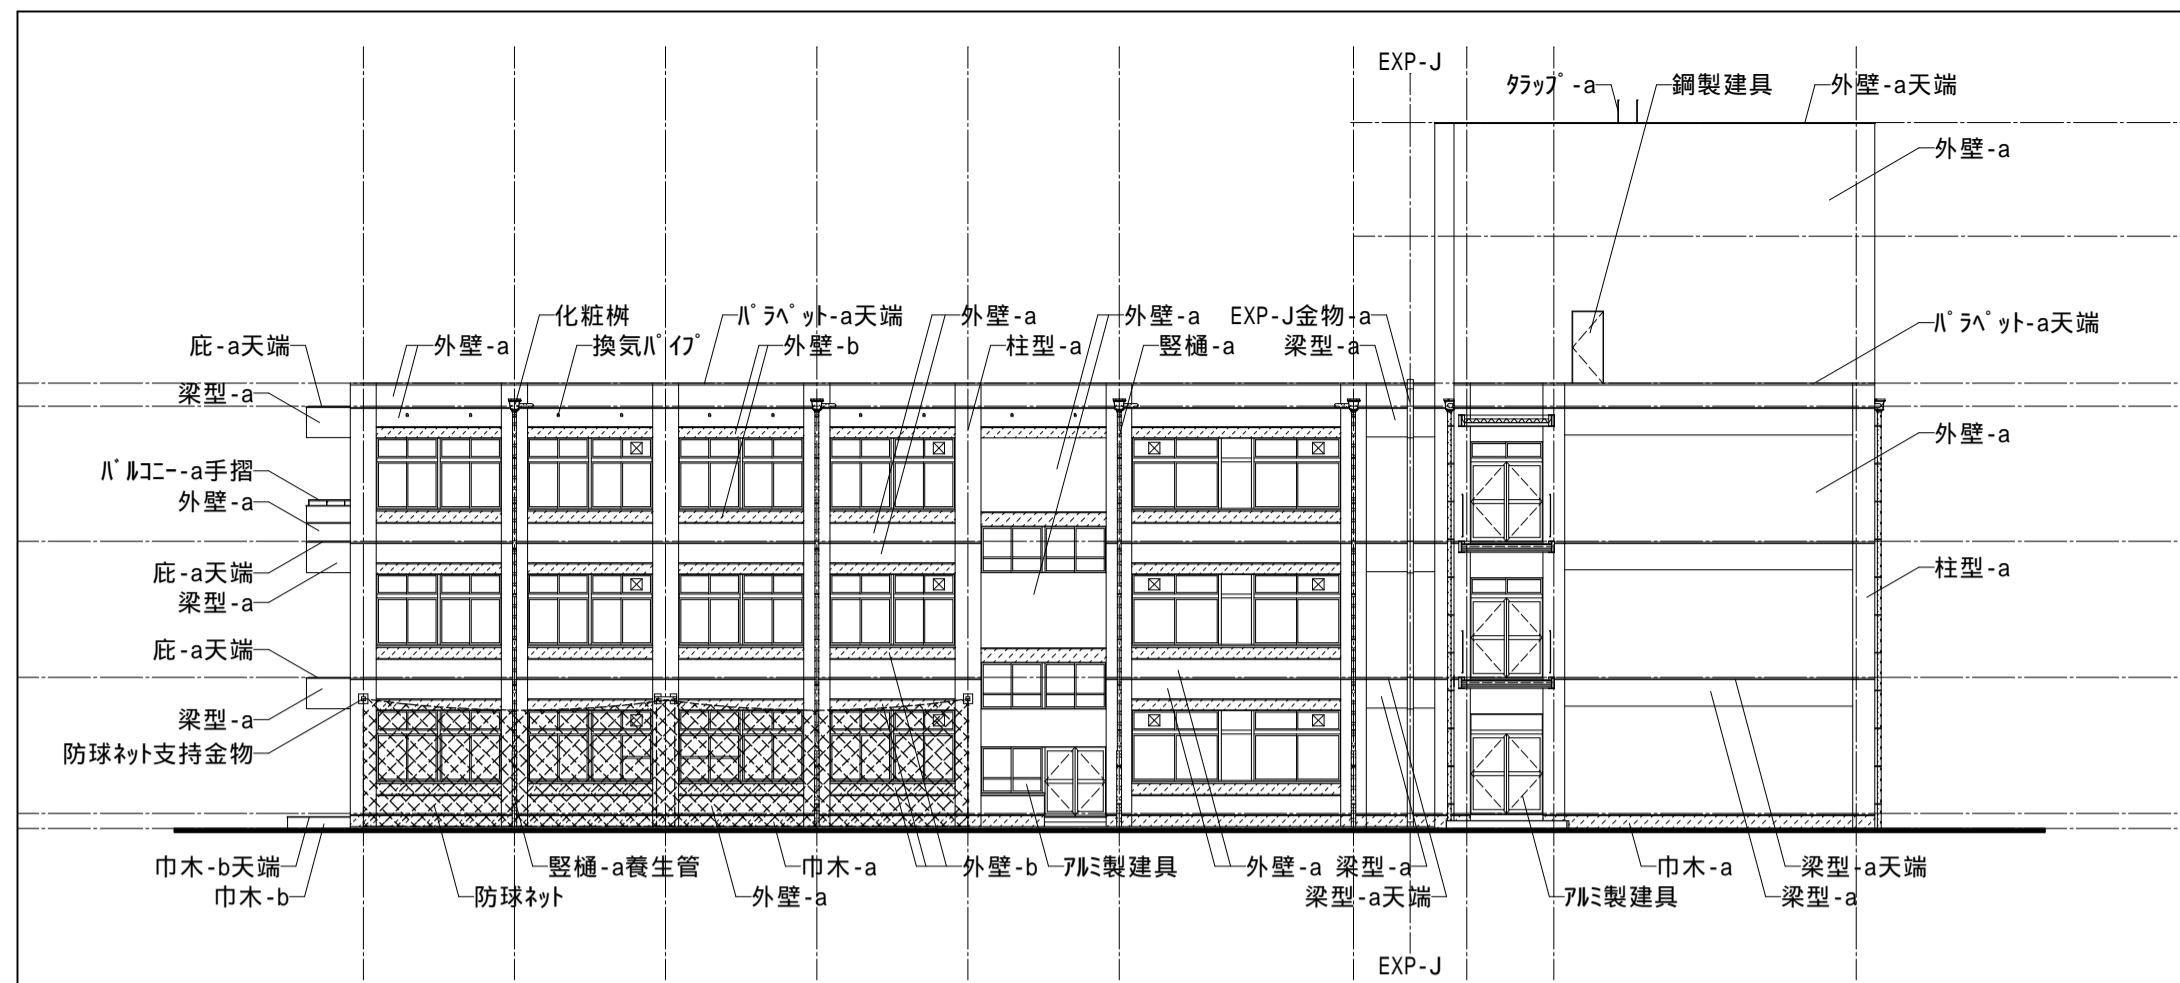 EXP-J
タラップ-a
鋼製建具
外壁-a天端
外壁-a
化粧桝
パラペット-a天端
外壁-a
外壁-a
EXP-J金物-a
パラペット-a天端
庇-a天端
外壁-a
換気パイプ
外壁-b
柱型-a
竪樋-a
梁型-a
梁型-a
外壁-a
バルコニー-a手摺
外壁-a
庇-a天端
柱型-a
梁型-a
庇-a天端
梁型-a
防球ネット支持金物
巾木-b天端
竪樋-a養生管
巾木-a
外壁-b
アルミ製建具
外壁-a
梁型-a
巾木-a
梁型-a天端
巾木-b
防球ネット
外壁-a
梁型-a天端
アルミ製建具
梁型-a
EXP-J